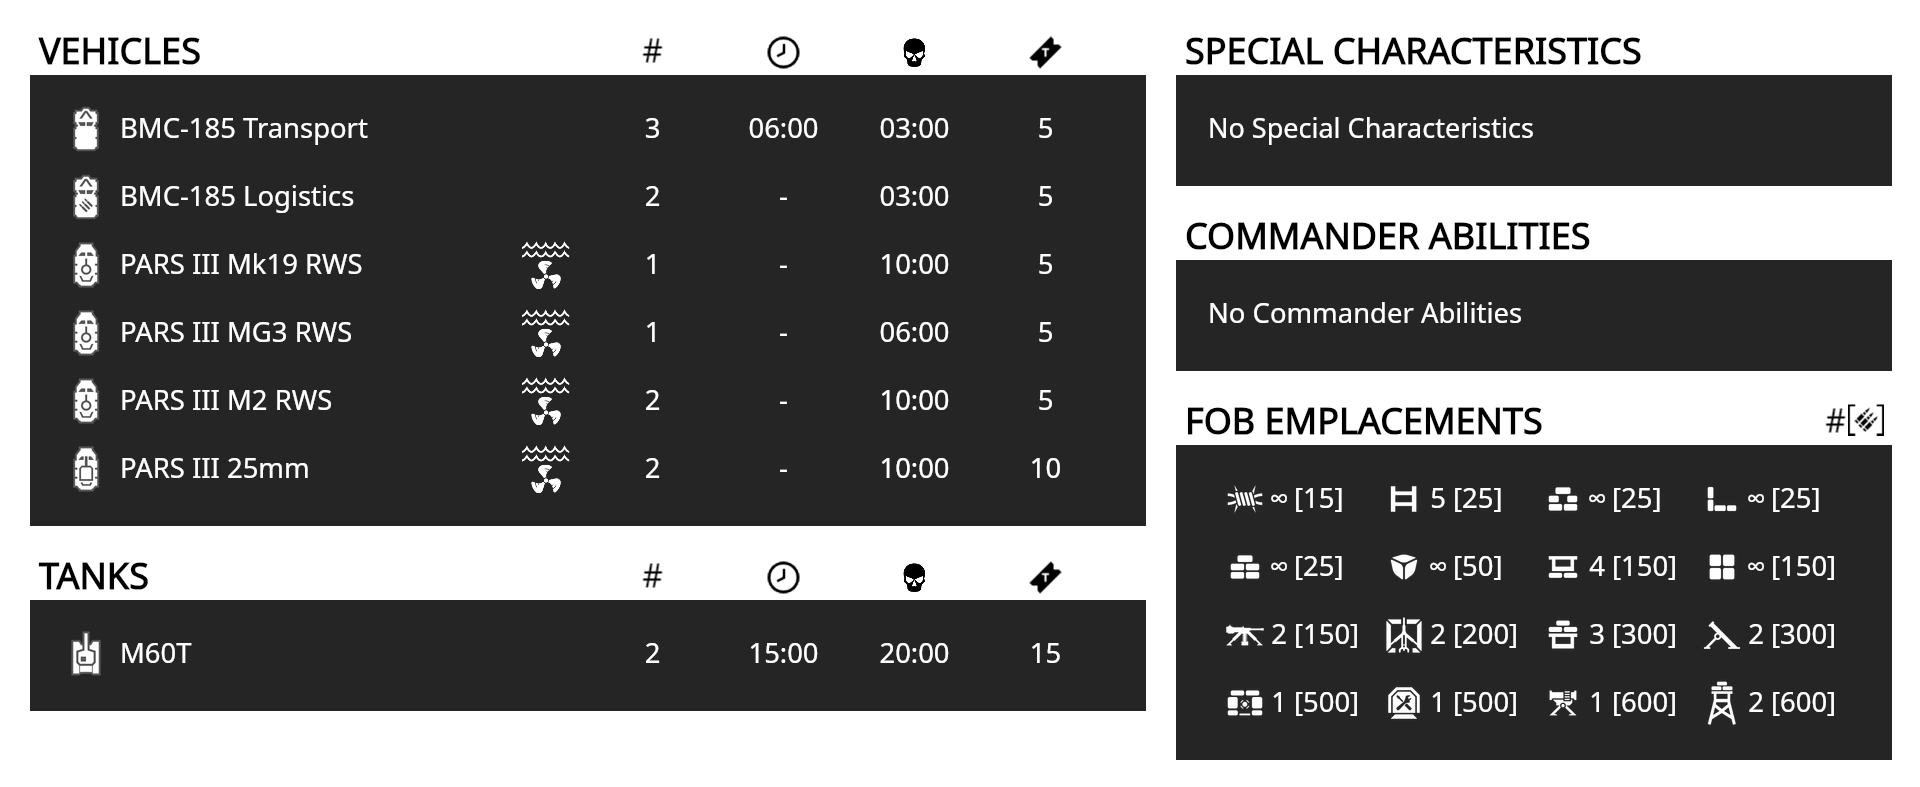 VEHICLES #
BMC-185 Transport 3 06:00 03:00 5
BMC-185 Logistics 2 - 03:00 5
PARS III Mk19 RWS 1 - 10:00 5
PARS III MG3 RWS 1 - 06:00 5
PARS III M2 RWS 2 - 10:00 5
PARS III 25mm 2 - 10:00 10
TANKS #
M60T 2 15:00 20:00 15
SPECIAL CHARACTERISTICS
No Special Characteristics
COMMANDER ABILITIES
No Commander Abilities
FOB EMPLACEMENTS #[]
∞ [15] 5 [25] ∞ [25] ∞ [25]
∞ [25] ∞ [50] 4 [150] ∞ [150]
2 [150] 2 [200] 3 [300] 2 [300]
1 [500] 1 [500] 1 [600] 2 [600]